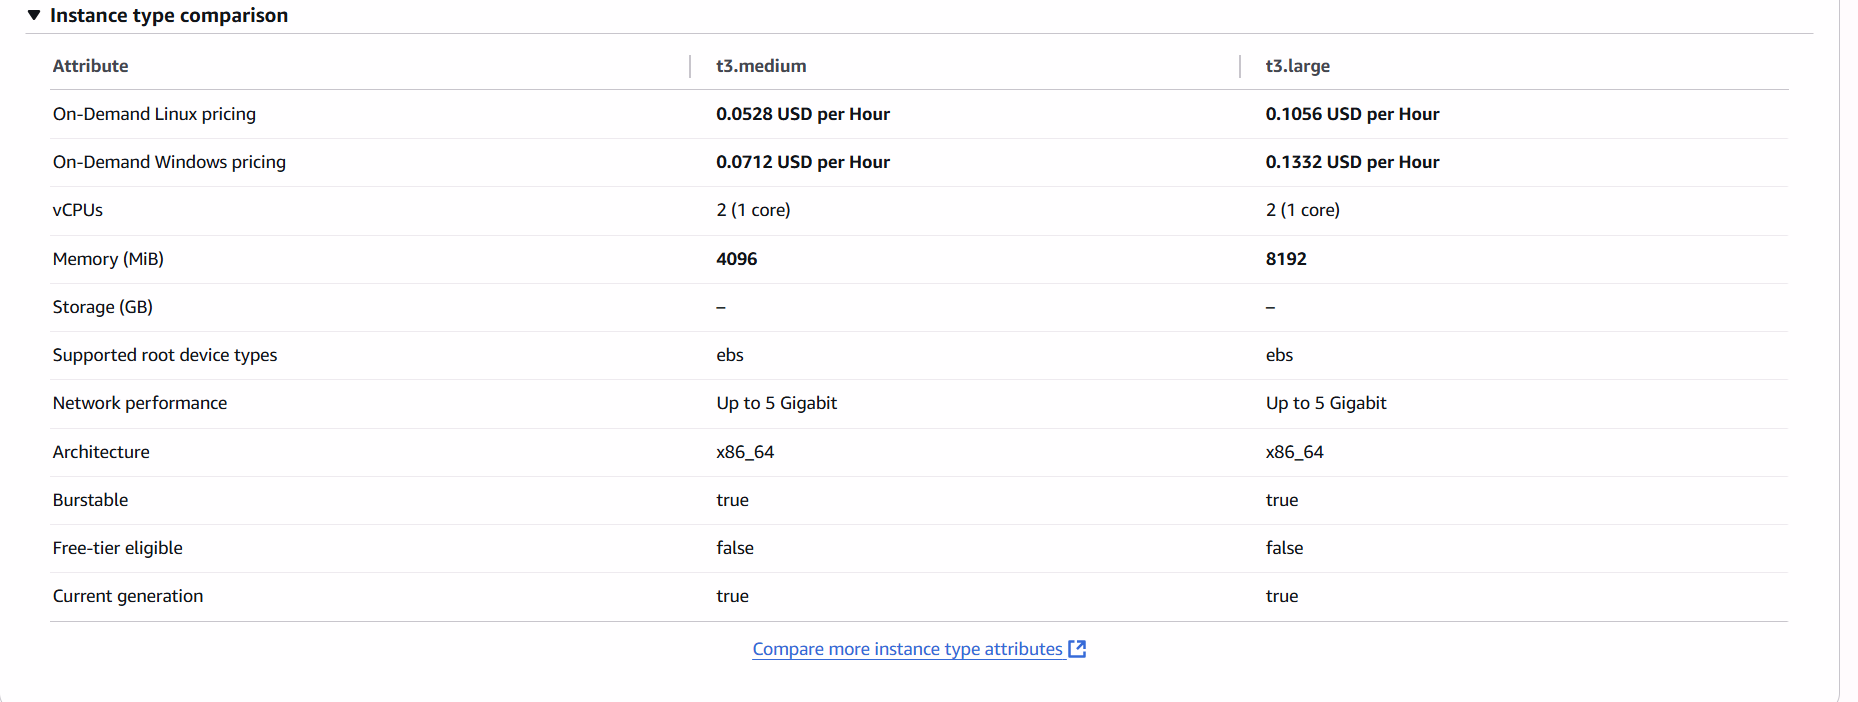 Instance type comparison
Attribute t3.medium t3.large
On-Demand Linux pricing 0.0528 USD per Hour 0.1056 USD per Hour
On-Demand Windows pricing 0.0712 USD per Hour 0.1332 USD per Hour
vCPUs 2 (1 core) 2 (1 core)
Memory (MiB) 4096 8192
Storage (GB) – –
Supported root device types ebs ebs
Network performance Up to 5 Gigabit Up to 5 Gigabit
Architecture x86_64 x86_64
Burstable true true
Free-tier eligible false false
Current generation true true
Compare more instance type attributes